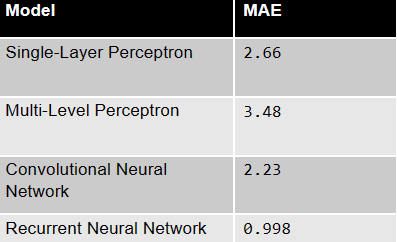 Model MAE
Single-Layer Perceptron 2.66
Multi-Level Perceptron 3.48
Convolutional Neural 2.23
Network
Recurrent Neural Network 0.998